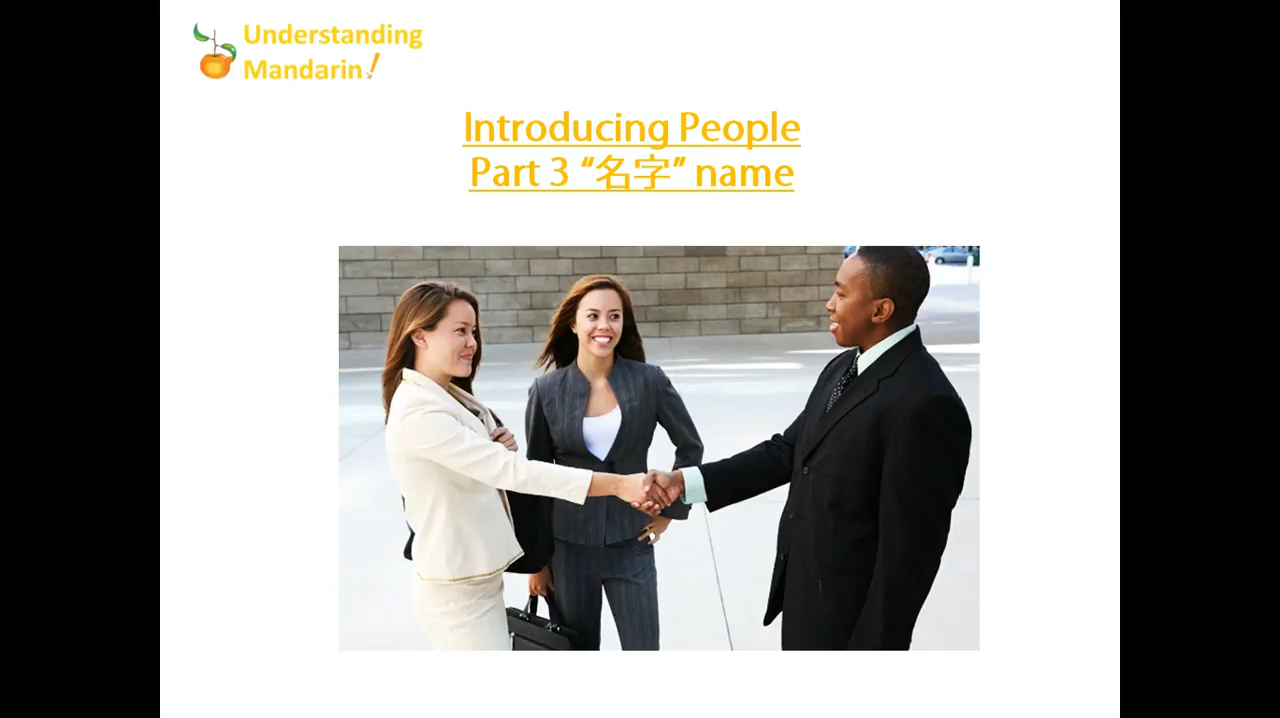 Understanding
Mandarin!
Introducing People
Part 3 “名字” name